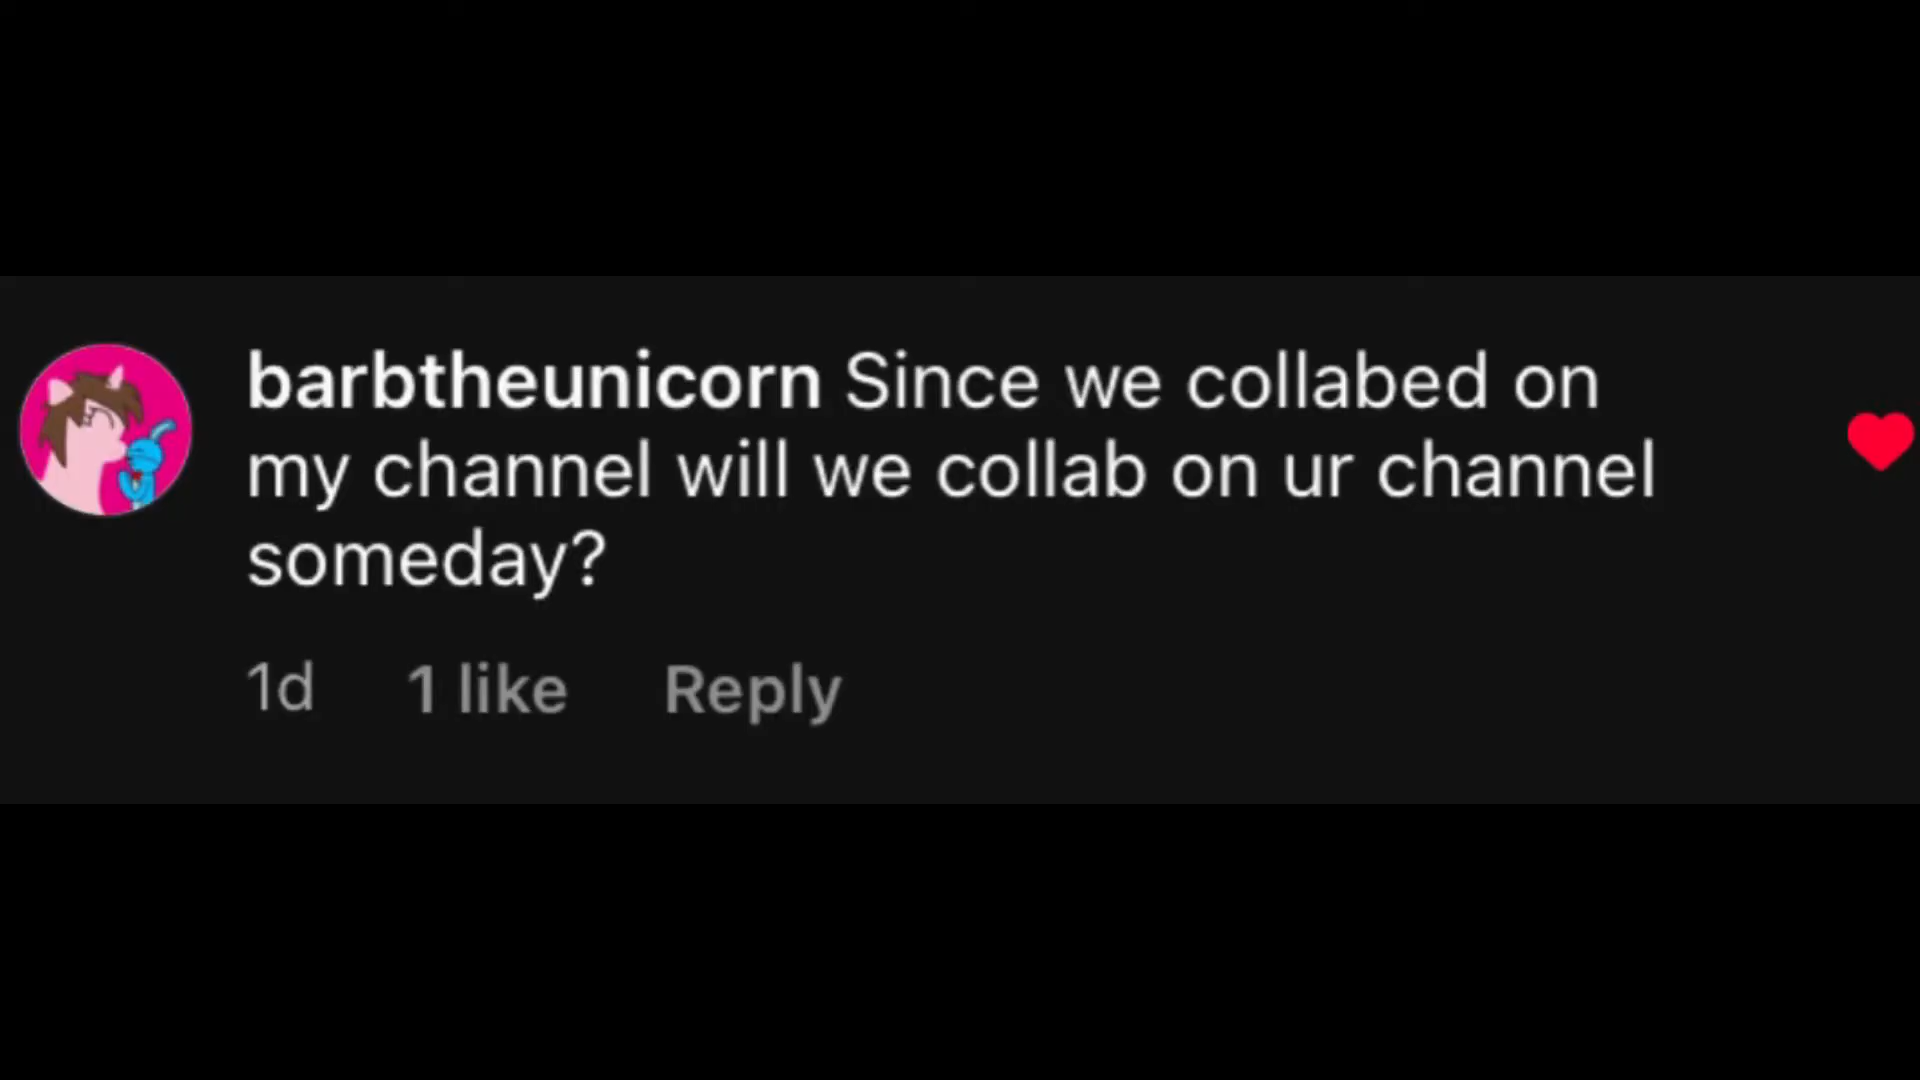 barbtheunicorn Since we collabed on
my channel will we collab on ur channel
someday?
1d 1 like Reply